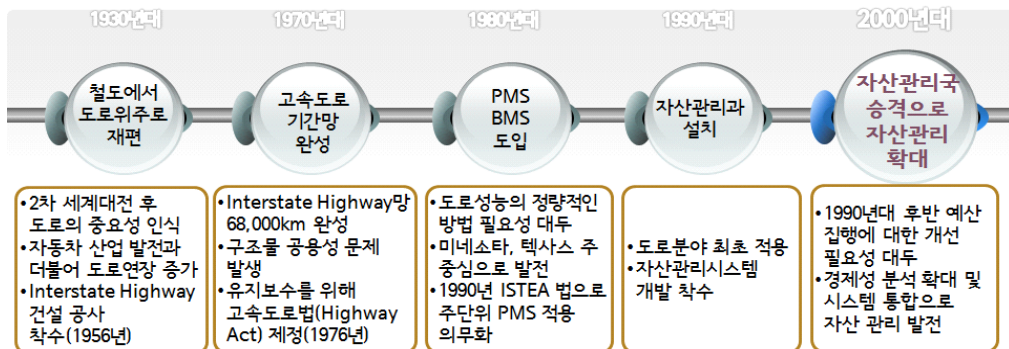 1930년대
1970년대
1980년대
1990년대
2000년대
철도에서
도로위주로
재편
고속도로
기간망
완성
PMS
BMS
도입
자산관리과
설치
자산관리국
승격으로
자산관리
확대
•2차 세계대전 후
도로의 중요성 인식
•자동차 산업 발전과
더불어 도로연장 증가
•Interstate Highway
건설 공사
착수(1956년)
•Interstate Highway망
68,000km 완성
•구조물 공용성 문제
발생
•유지보수를 위해
고속도로법(Highway
Act) 제정(1976년)
•도로성능의 정량적인
방법 필요성 대두
•미네소타, 텍사스 주
중심으로 발전
•1990년 ISTEA 법으로
주단위 PMS 적용
의무화
•도로분야 최초 적용
•자산관리시스템
개발 착수
•1990년대 후반 예산
집행에 대한 개선
필요성 대두
•경제성 분석 확대 및
시스템 통합으로
자산 관리 발전